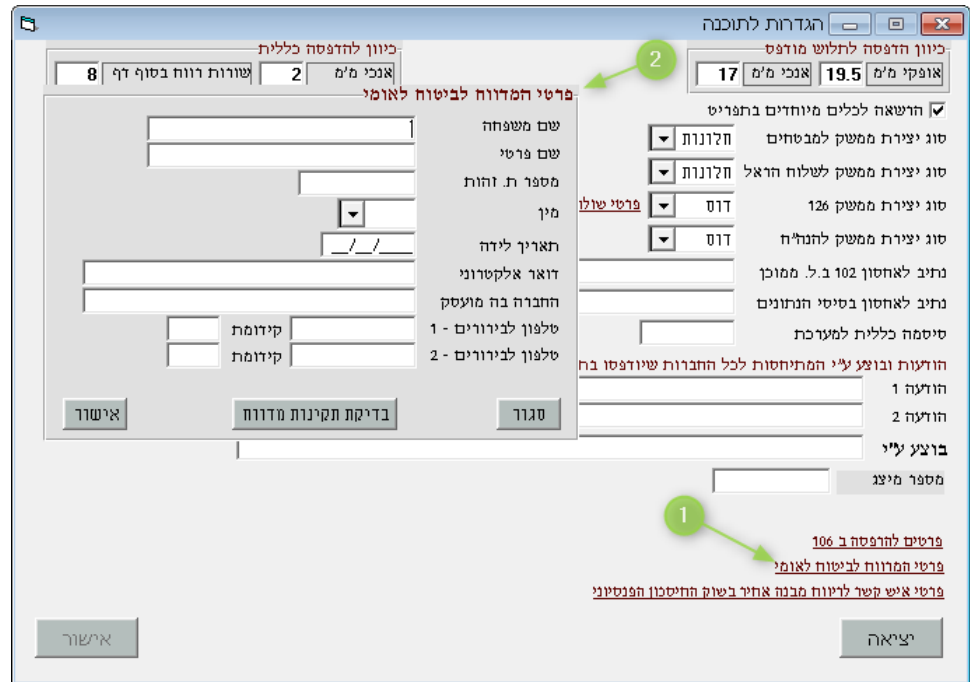 הגדרות לתוכנה
כיוון הדפסה לתלוש מודפס
אופקי מ"מ 19.5 אנכי מ"מ 17
כיוון להדפסה כללית
אנכי מ"מ 2 שורות רווח בסוף דף 8
2
הרשאה לכלים מיוחדים בתפריט
סוג יצירת ממשק למבטחים חלונות
סוג יצירת ממשק לשלוח הראל חלונות
סוג יצירת ממשק 126 דוס פרטי שולו
סוג יצירת ממשק להנה"ח דוס
נתיב לאחסון 102 ב.ל. ממוכן
נתיב לאחסון בסיסי הנתונים
סיסמה כללית למערכת
הודעות ובוצע ע"י המתיחסות לכל החברות שיודפסו בת
הודעה 1
הודעה 2
בוצע ע"י
מספר מיצג
פרטי המדווח לביטוח לאומי
שם משפחה
שם פרטי
מספר ת. זהות
מין
תאריך לידה __/__/____
דואר אלקטרוני
החברה בה מועסק
טלפון לבירורים - 1 קידומת
טלפון לבירורים - 2 קידומת
סגור בדיקת תקינות מדווח אישור
1
פרטים להדפסה ב 106
פרטי המדווח לביטוח לאומי
פרטי איש קשר לדיווח מבנה אחיד בשוק החיסכון הפנסיוני
יציאה אישור